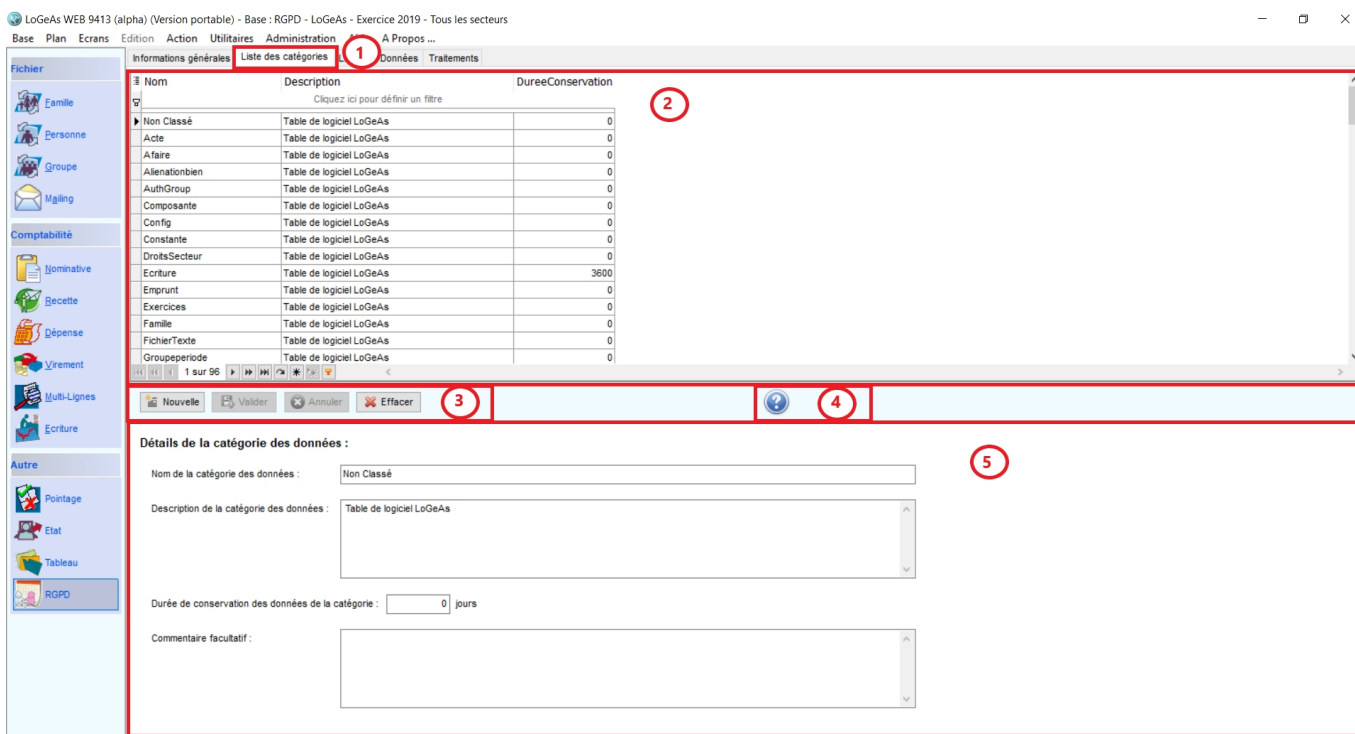 LoGeAs WEB 9413 (alpha) (Version portable) - Base : RGPD - LoGeAs - Exercice 2019 - Tous les secteurs
Base Plan Ecrans Edition Action Utilitaires Administration A Propos ...
Informations générales Liste des catégories 1 Données Traitements
Fichier
Famille
Personne
Groupe
Mailing
Comptabilité
Nominative
Recette
Dépense
Virement
Multi-Lignes
Ecriture
Autre
Pointage
Etat
Tableau
RGPD
Nom Description DureeConservation
Cliquez ici pour définir un filtre
2
Non Classé Table de logiciel LoGeAs 0
Acte Table de logiciel LoGeAs 0
Afaire Table de logiciel LoGeAs 0
Alienationbien Table de logiciel LoGeAs 0
AuthGroup Table de logiciel LoGeAs 0
Composante Table de logiciel LoGeAs 0
Config Table de logiciel LoGeAs 0
Constante Table de logiciel LoGeAs 0
DroitsSecteur Table de logiciel LoGeAs 0
Ecriture Table de logiciel LoGeAs 3600
Emprunt Table de logiciel LoGeAs 0
Exercices Table de logiciel LoGeAs 0
Famille Table de logiciel LoGeAs 0
FichierTexte Table de logiciel LoGeAs 0
Groupeperiode Table de logiciel LoGeAs 0
1 sur 96
Nouvelle Valider Annuler Effacer 3 ? 4
Détails de la catégorie des données :
5
Nom de la catégorie des données : Non Classé
Description de la catégorie des données : Table de logiciel LoGeAs
Durée de conservation des données de la catégorie : 0 jours
Commentaire facultatif :